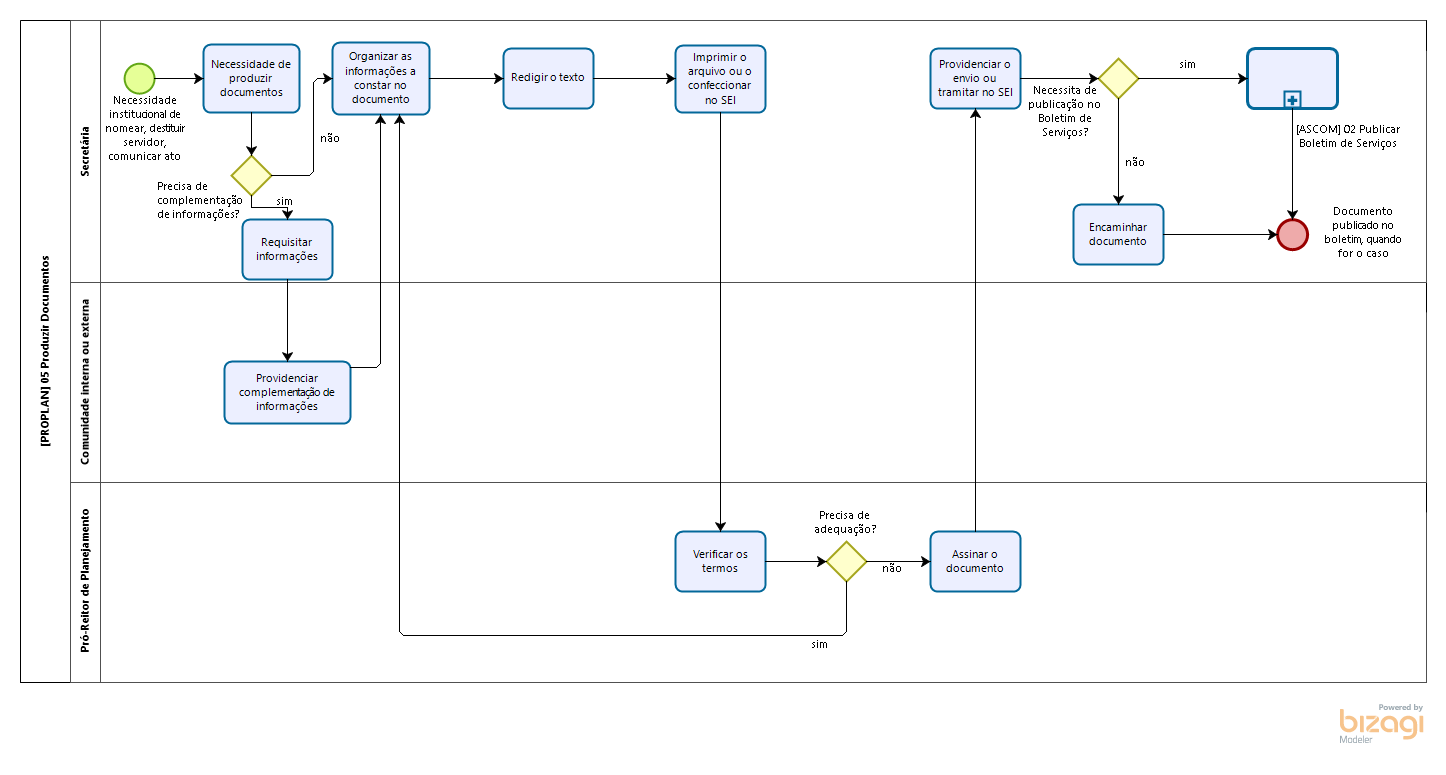 [PROPLAN] 05 Produzir Documentos
Secretária
Necessidade
institucional de
nomear, destituir
servidor,
comunicar ato
Necessidade de
produzir
documentos
Precisa de
complementação
de informações?
não
sim
Requisitar
informações
Organizar as
informações a
constar no
documento
Redigir o texto
Imprimir o
arquivo ou o
confeccionar
no SEI
Providenciar o
envio ou
tramitar no SEI
Necessita de
publicação no
Boletim de
Serviços?
sim
não
[ASCOM] 02 Publicar
Boletim de Serviços
Encaminhar
documento
Documento
publicado no
boletim, quando
for o caso
Comunidade interna ou externa
Providenciar
complementação de
informações
Pró-Reitor de Planejamento
Verificar os
termos
Precisa de
adequação?
não
sim
Assinar o
documento
Powered by
bizagi
Modeler